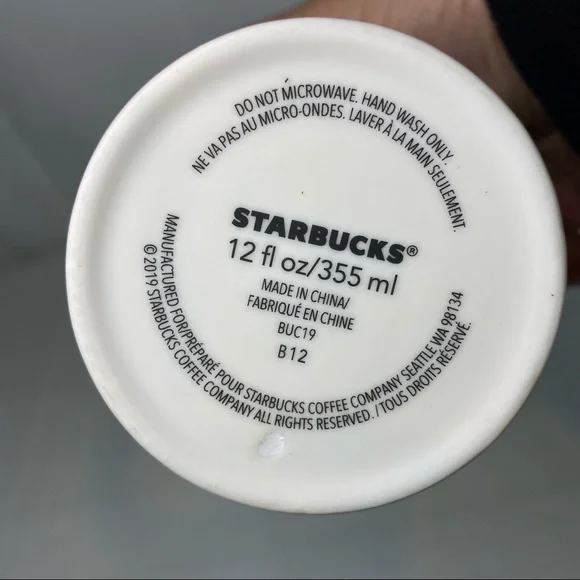 DO NOT MICROWAVE. HAND WASH ONLY.
NE VA PAS AU MICRO-ONDES. LAVER À LA MAIN SEULEMENT.
STARBUCKS®
12 fl oz/355 ml
MADE IN CHINA/
FABRIQUÉ EN CHINE
BUC19
B12
MANUFACTURED FOR/PRÉPARÉ POUR STARBUCKS COFFEE COMPANY SEATTLE WA 98134
© 2019 STARBUCKS COFFEE COMPANY ALL RIGHTS RESERVED. / TOUS DROITS RÉSERVÉ.